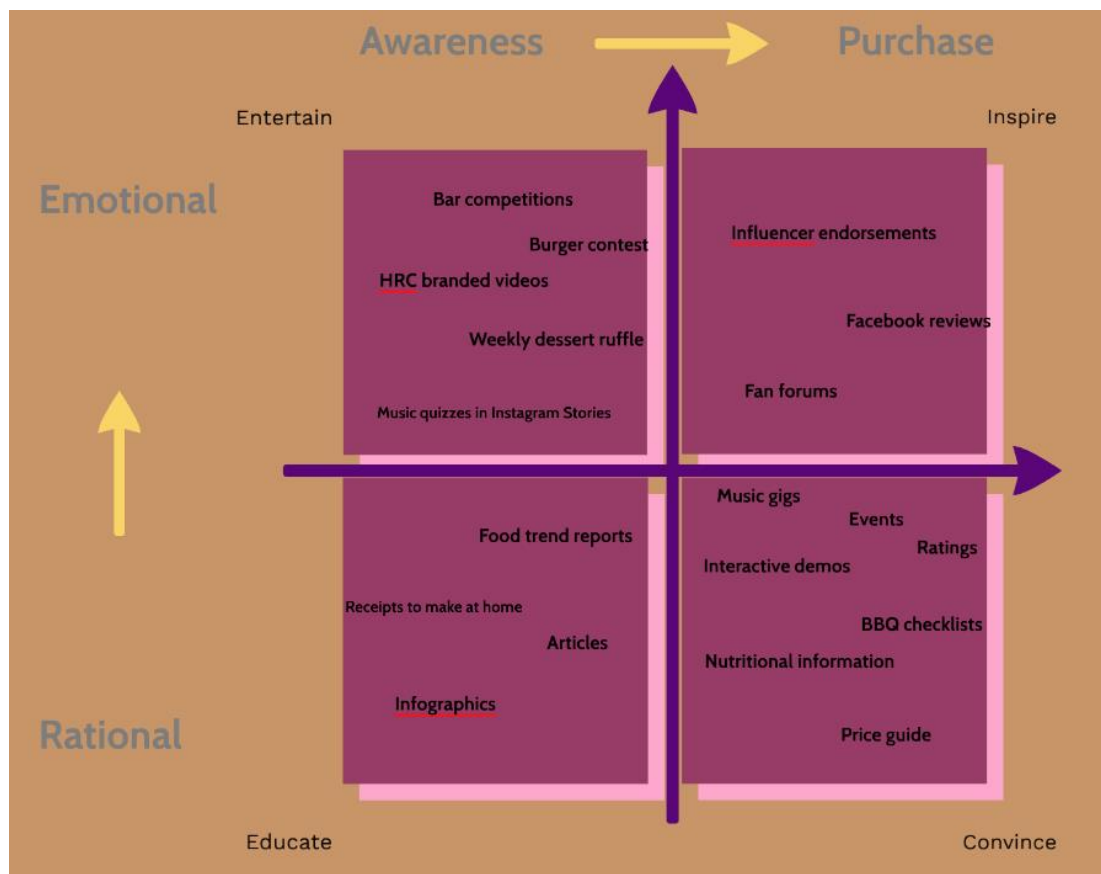 Awareness
Purchase
Entertain
Inspire
Emotional
Bar competitions
Burger contest
HRC branded videos
Weekly dessert ruffle
Music quizzes in Instagram Stories
Influencer endorsements
Facebook reviews
Fan forums
Food trend reports
Receipts to make at home
Articles
Infographics
Music gigs
Events
Ratings
Interactive demos
BBQ checklists
Nutritional information
Price guide
Rational
Educate
Convince